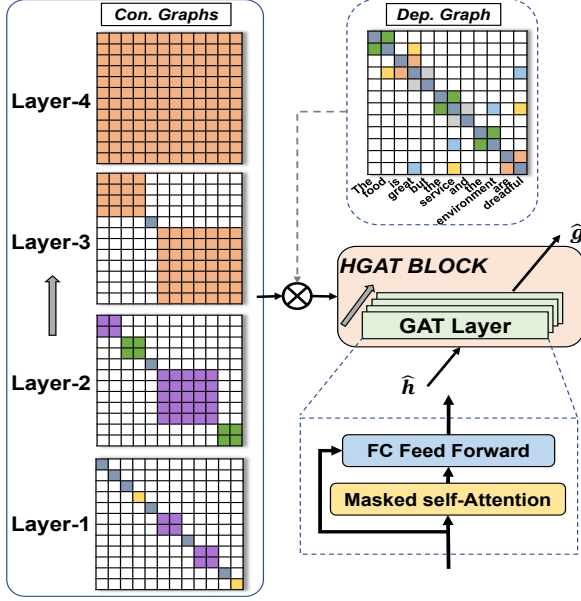 Con. Graphs
Layer-4
Layer-3
Layer-2
Layer-1
Dep. Graph
The
food
is
great
but
the
service
and
the
environment
are
dreadful
HGAT BLOCK
GAT Layer
ĝ
ĥ
FC Feed Forward
Masked self-Attention